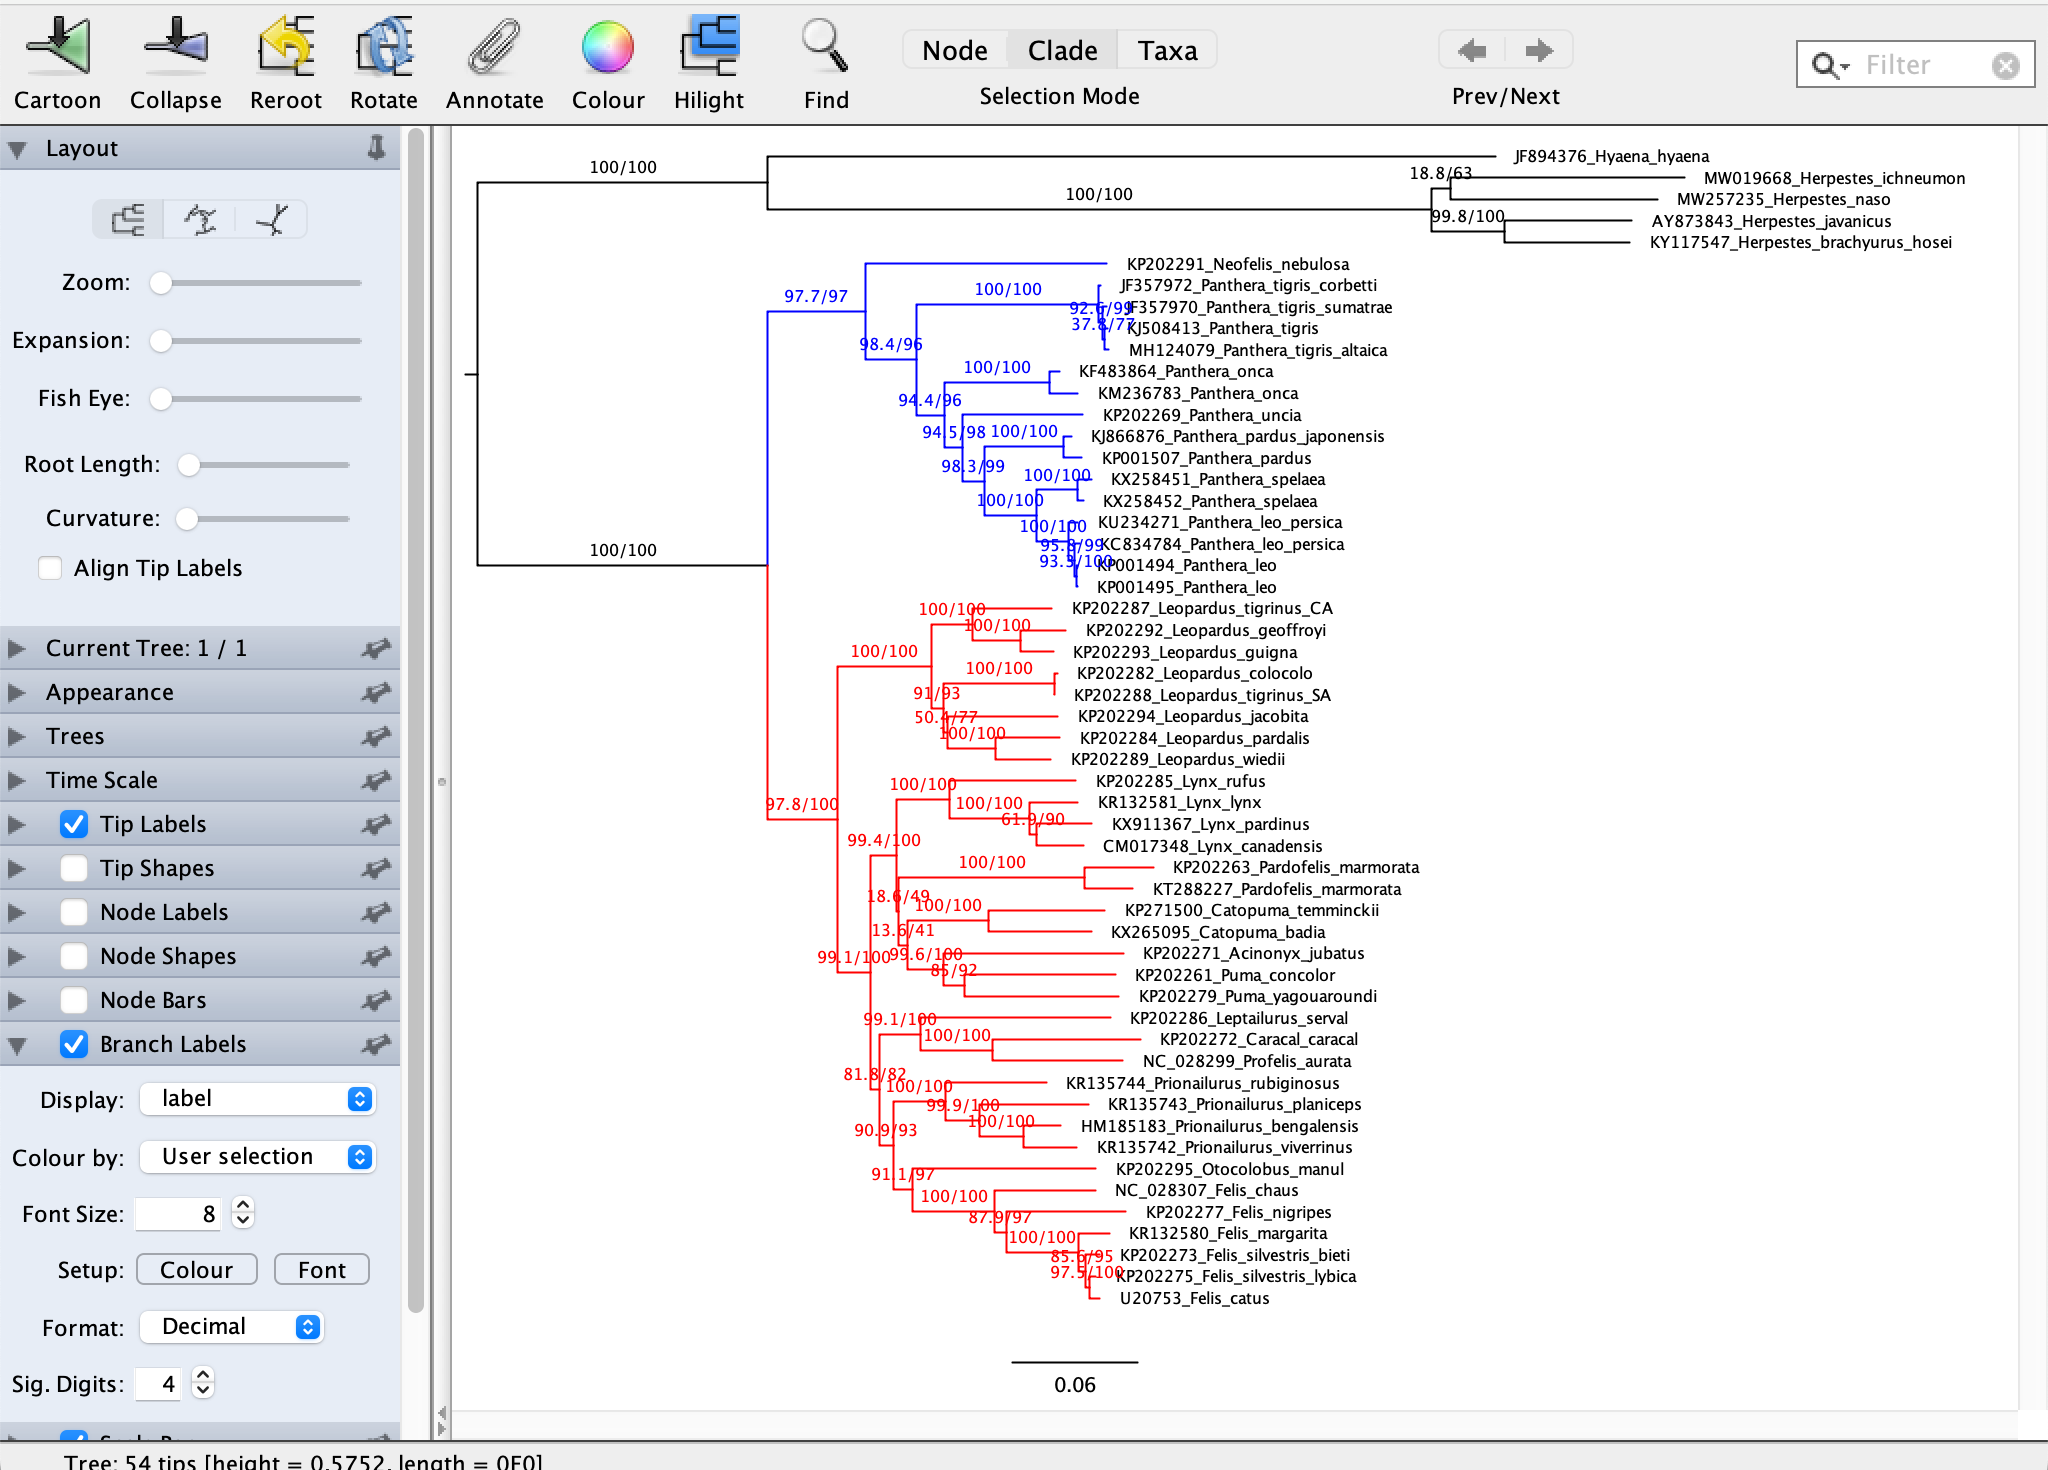 Cartoon Collapse Reroot Rotate Annotate Colour Hilight Find
Node Clade Taxa
Selection Mode
Prev/Next
Filter
Layout
Zoom:
Expansion:
Fish Eye:
Root Length:
Curvature:
Align Tip Labels
Current Tree: 1 / 1
Appearance
Trees
Time Scale
Tip Labels
Tip Shapes
Node Labels
Node Shapes
Node Bars
Branch Labels
Display: label
Colour by: User selection
Font Size: 8
Setup: Colour Font
Format: Decimal
Sig. Digits: 4
Tree: 54 tips [height = 0.5752, length = 0E0]
100/100
JF894376_Hyaena_hyaena
18.8/63
MW019668_Herpestes_ichneumon
100/100
MW257235_Herpestes_naso
99.8/100
AY873843_Herpestes_javanicus
KY117547_Herpestes_brachyurus_hosei
KP202291_Neofelis_nebulosa
97.7/97
100/100
JF357972_Panthera_tigris_corbetti
92.6/99
JF357970_Panthera_tigris_sumatrae
37.8/77
KJ508413_Panthera_tigris
98.4/96
MH124079_Panthera_tigris_altaica
100/100
KF483864_Panthera_onca
KM236783_Panthera_onca
94.4/96
KP202269_Panthera_uncia
94.5/98
100/100
KJ866876_Panthera_pardus_japonensis
KP001507_Panthera_pardus
98.3/99
100/100
KX258451_Panthera_spelaea
100/100
KX258452_Panthera_spelaea
100/100
KU234271_Panthera_leo_persica
95.8/99
KC834784_Panthera_leo_persica
100/100
93.3/100
KP001494_Panthera_leo
KP001495_Panthera_leo
100/100
KP202287_Leopardus_tigrinus_CA
100/100
KP202292_Leopardus_geoffroyi
100/100
KP202293_Leopardus_guigna
100/100
KP202282_Leopardus_colocolo
91/93
KP202288_Leopardus_tigrinus_SA
50.4/77
KP202294_Leopardus_jacobita
100/100
KP202284_Leopardus_pardalis
KP202289_Leopardus_wiedii
100/100
KP202285_Lynx_rufus
97.8/100
100/100
KR132581_Lynx_lynx
61.9/90
KX911367_Lynx_pardinus
99.4/100
CM017348_Lynx_canadensis
100/100
KP202263_Pardofelis_marmorata
KT288227_Pardofelis_marmorata
18.6/49
100/100
KP271500_Catopuma_temminckii
13.6/41
KX265095_Catopuma_badia
99.1/100
99.6/100
KP202271_Acinonyx_jubatus
85/92
KP202261_Puma_concolor
KP202279_Puma_yagouaroundi
99.1/100
KP202286_Leptailurus_serval
100/100
KP202272_Caracal_caracal
NC_028299_Profelis_aurata
81.8/82
100/100
KR135744_Prionailurus_rubiginosus
99.9/100
KR135743_Prionailurus_planiceps
100/100
HM185183_Prionailurus_bengalensis
90.9/93
KR135742_Prionailurus_viverrinus
91.1/97
KP202295_Otocolobus_manul
100/100
NC_028307_Felis_chaus
87.9/97
KP202277_Felis_nigripes
100/100
KR132580_Felis_margarita
85.6/95
KP202273_Felis_silvestris_bieti
97.5/100
KP202275_Felis_silvestris_lybica
U20753_Felis_catus
0.06